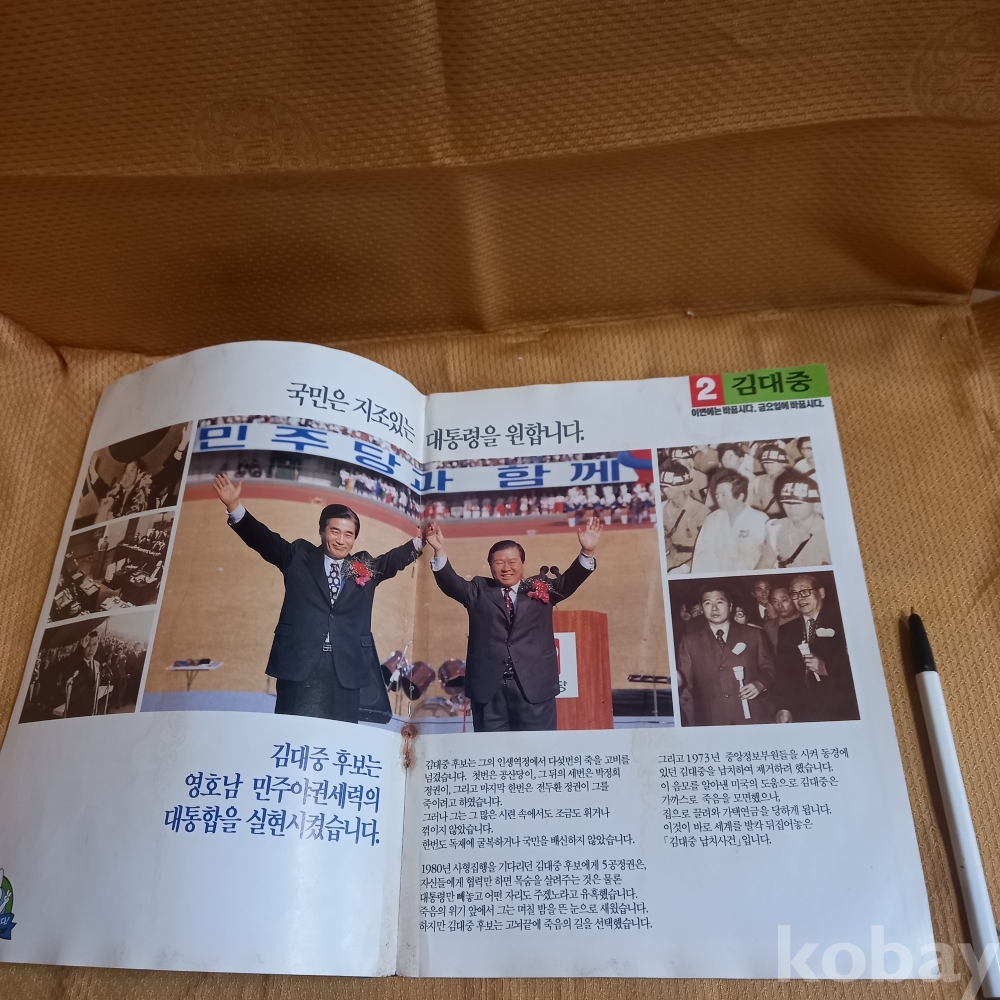 국민은 지조있는 대통령을 원합니다.
2 김대중
이번에는 바꿉시다. 금요일에 바꿉시다.
민주당과 함께
김대중 후보는
영호남 민주야권세력의
대통합을 실현시켰습니다.
김대중 후보는 그의 인생역정에서 다섯번의 죽을 고비를
넘겼습니다. 첫번은 공산당이, 그 뒤의 세번은 박정희
정권이, 그리고 마지막 한번은 전두환 정권이 그를
죽이려고 하였습니다.
그러나 그는 그 많은 시련 속에서도 조금도 휘거나
꺾이지 않았습니다.
한번도 독재에 굴복하거나 국민을 배신하지 않았습니다.
1980년 사형집행을 기다리던 김대중 후보에게 5공정권은,
자신들에게 협력만 하면 목숨을 살려주는 것은 물론
대통령만 빼놓고 어떤 자리도 주겠노라고 유혹했습니다.
죽음의 위기 앞에서 그는 며칠 밤을 뜬 눈으로 새웠습니다.
하지만 김대중 후보는 고뇌끝에 죽음의 길을 선택했습니다.
그리고 1973년 중앙정보부원들을 시켜 동경에
있던 김대중을 납치하여 제거하려 했습니다.
이 음모를 알아낸 미국의 도움으로 김대중은
가까스로 죽음을 모면했으나,
집으로 끌려와 가택연금을 당하게 됩니다.
이것이 바로 세계를 발칵 뒤집어놓은
「김대중 납치사건」입니다.
kobay